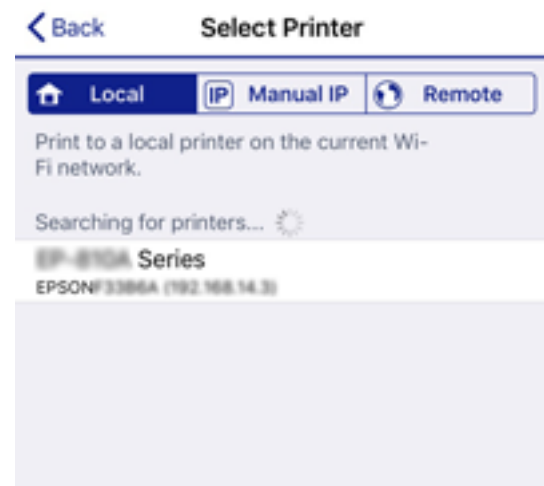 Back Select Printer
Local IP Manual IP Remote
Print to a local printer on the current Wi-
Fi network.
Searching for printers...
Series
EPSON